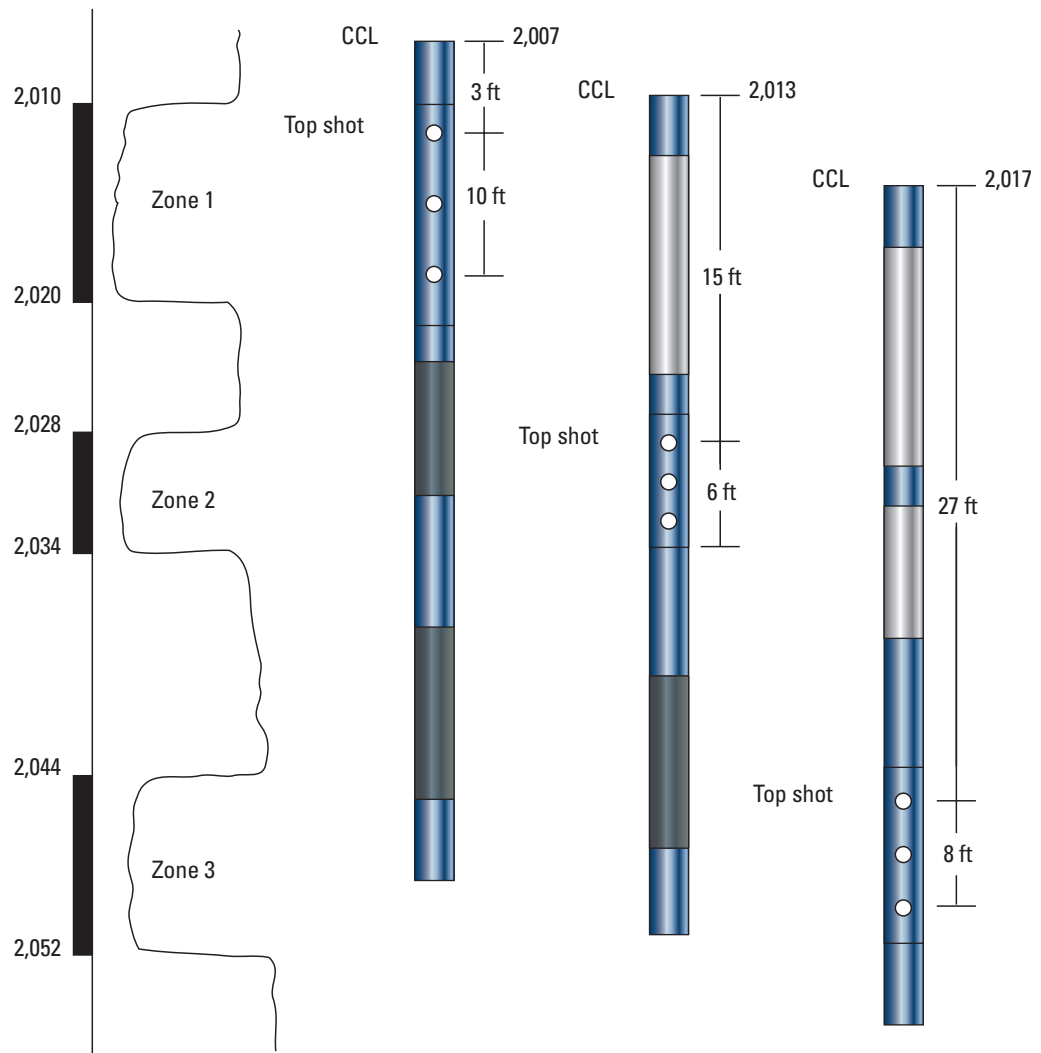 2,010
Zone 1
2,020
2,028
Zone 2
2,034
2,044
Zone 3
2,052
CCL
2,007
3 ft
Top shot
10 ft
CCL
2,013
15 ft
Top shot
6 ft
CCL
2,017
27 ft
Top shot
8 ft